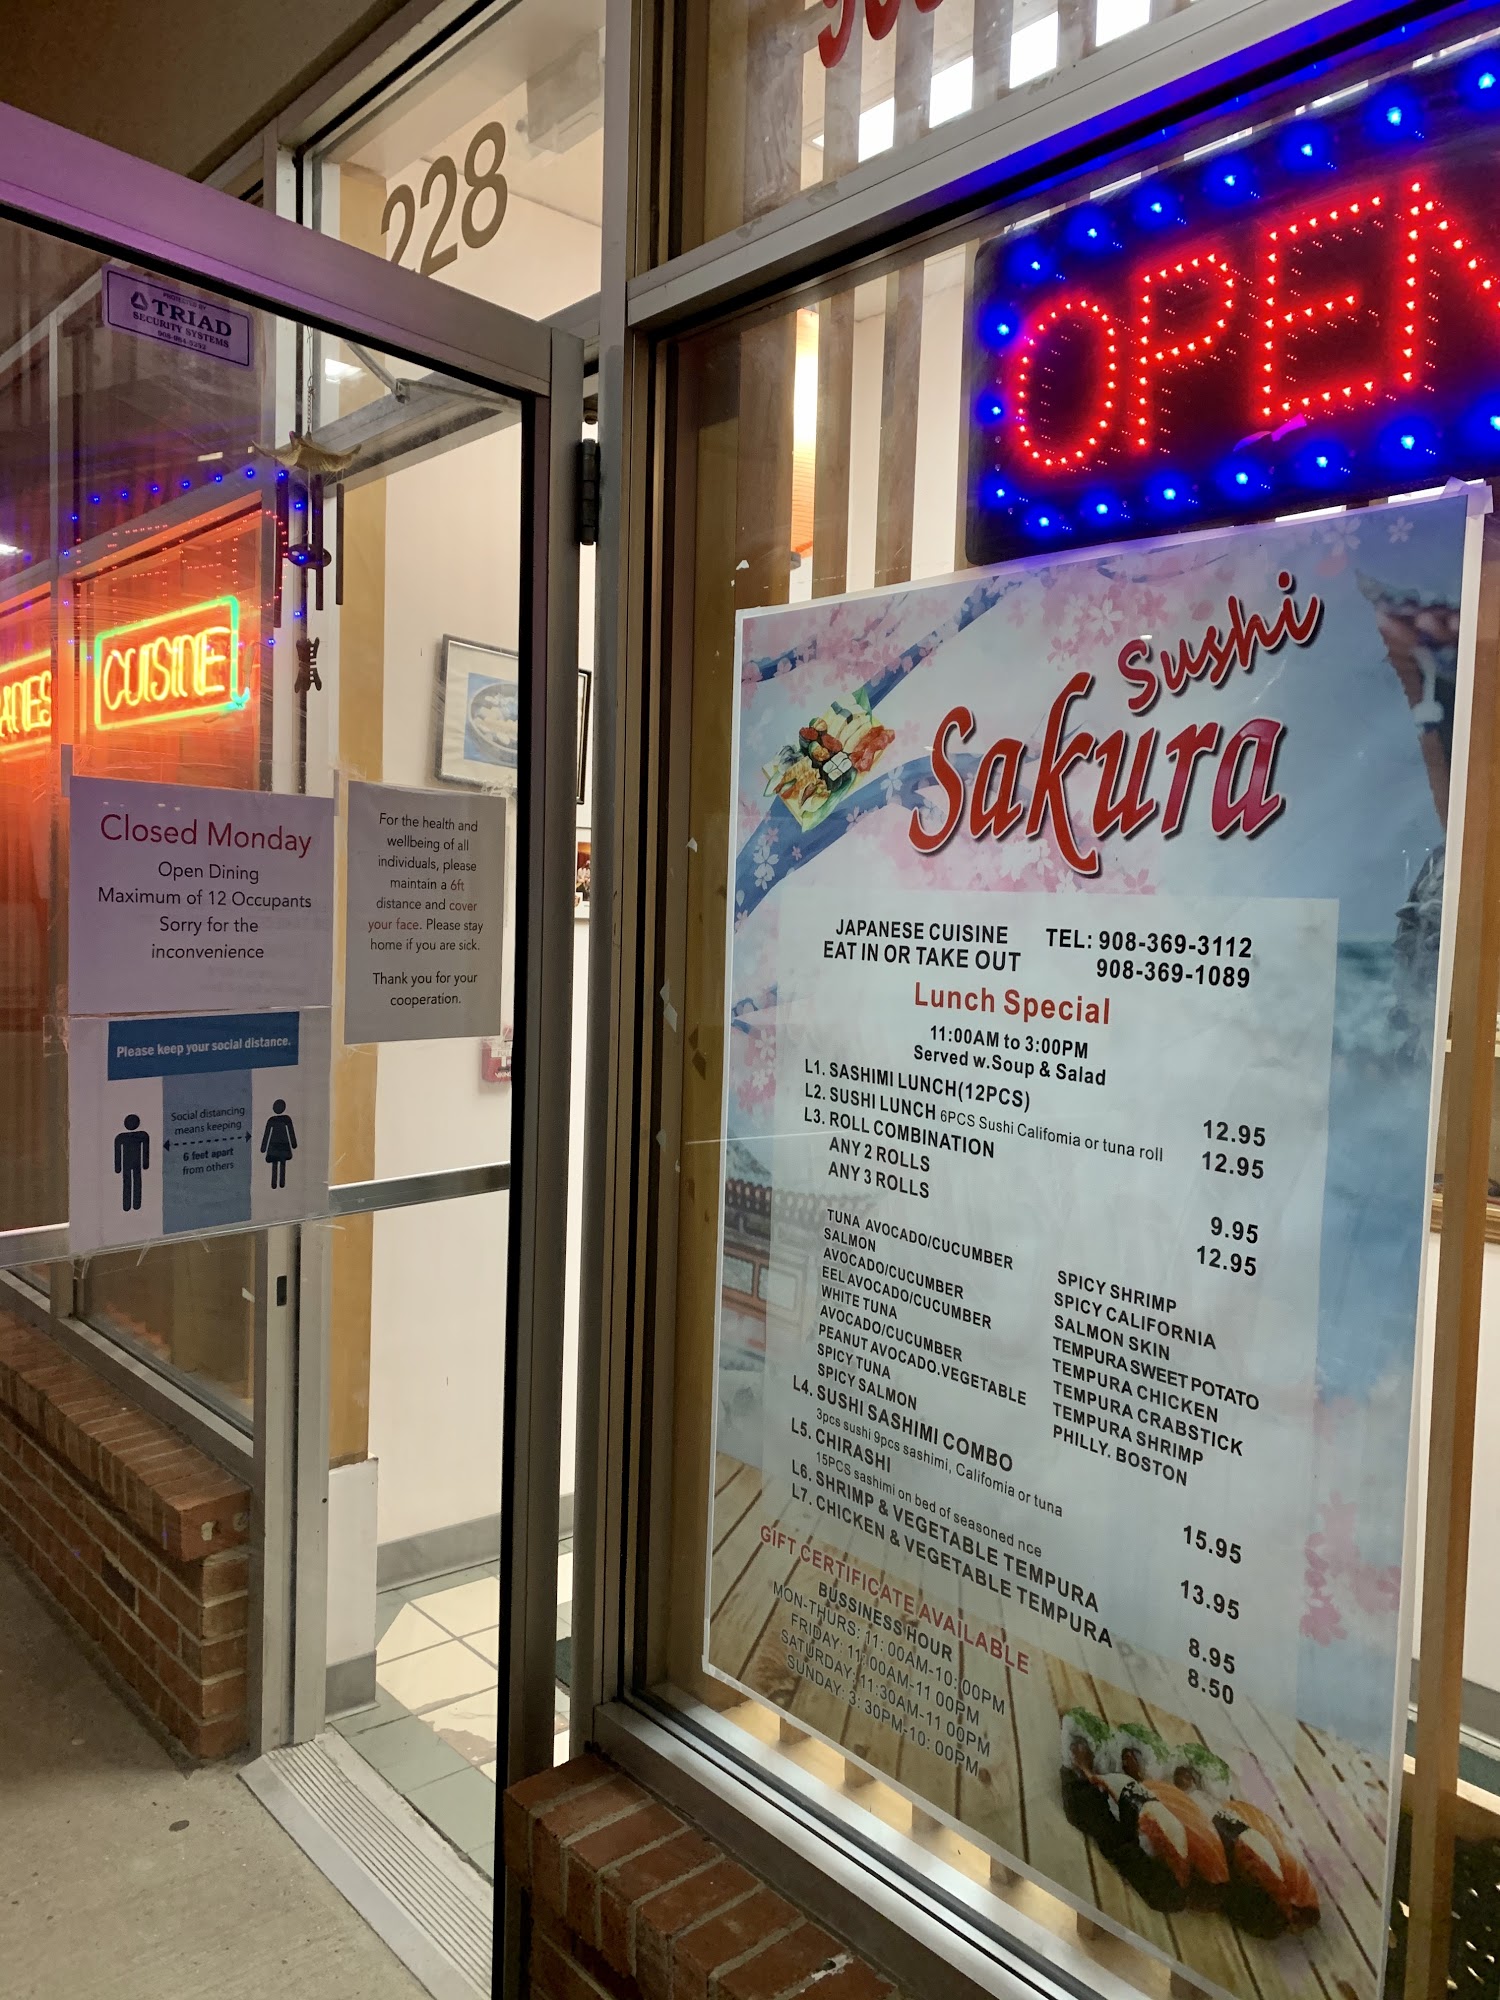 228
PROTECTED BY
TRIAD
SECURITY SYSTEMS
OPEN
CUISINE
Closed Monday
Open Dining
Maximum of 12 Occupants
Sorry for the
inconvenience
For the health and
wellbeing of all
individuals, please
maintain a 6ft
distance and cover
your face. Please stay
home if you are sick.
Thank you for your
cooperation.
Please keep your social distance.
Social distancing
means keeping
6 feet apart
from others
Sushi
Sakura
JAPANESE CUISINE
EAT IN OR TAKE OUT
TEL: 908-369-3112
908-369-1089
Lunch Special
11:00AM to 3:00PM
Served w.Soup & Salad
L1. SASHIMI LUNCH(12PCS) 12.95
L2. SUSHI LUNCH 6PCS Sushi Califomia or tuna roll 12.95
L3. ROLL COMBINATION
ANY 2 ROLLS 9.95
ANY 3 ROLLS 12.95
TUNA AVOCADO/CUCUMBER
SALMON
AVOCADO/CUCUMBER
EEL AVOCADO/CUCUMBER
WHITE TUNA
AVOCADO/CUCUMBER
PEANUT AVOCADO.VEGETABLE
SPICY TUNA
SPICY SALMON
SPICY SHRIMP
SPICY CALIFORNIA
SALMON SKIN
TEMPURA SWEET POTATO
TEMPURA CHICKEN
TEMPURA CRABSTICK
TEMPURA SHRIMP
PHILLY. BOSTON
L4. SUSHI SASHIMI COMBO 15.95
3pcs sushi 9pcs sashimi, Califomia or tuna
L5. CHIRASHI 13.95
15PCS sashimi on bed of seasoned nce
L6. SHRIMP & VEGETABLE TEMPURA 8.95
L7. CHICKEN & VEGETABLE TEMPURA 8.50
GIFT CERTIFICATE AVAILABLE
BUSSINESS HOUR
MON-THURS: 11: 00AM-10: 00PM
FRIDAY: 11:00AM-11 00PM
SATURDAY: 11:30AM-11 00PM
SUNDAY: 3: 30PM-10: 00PM